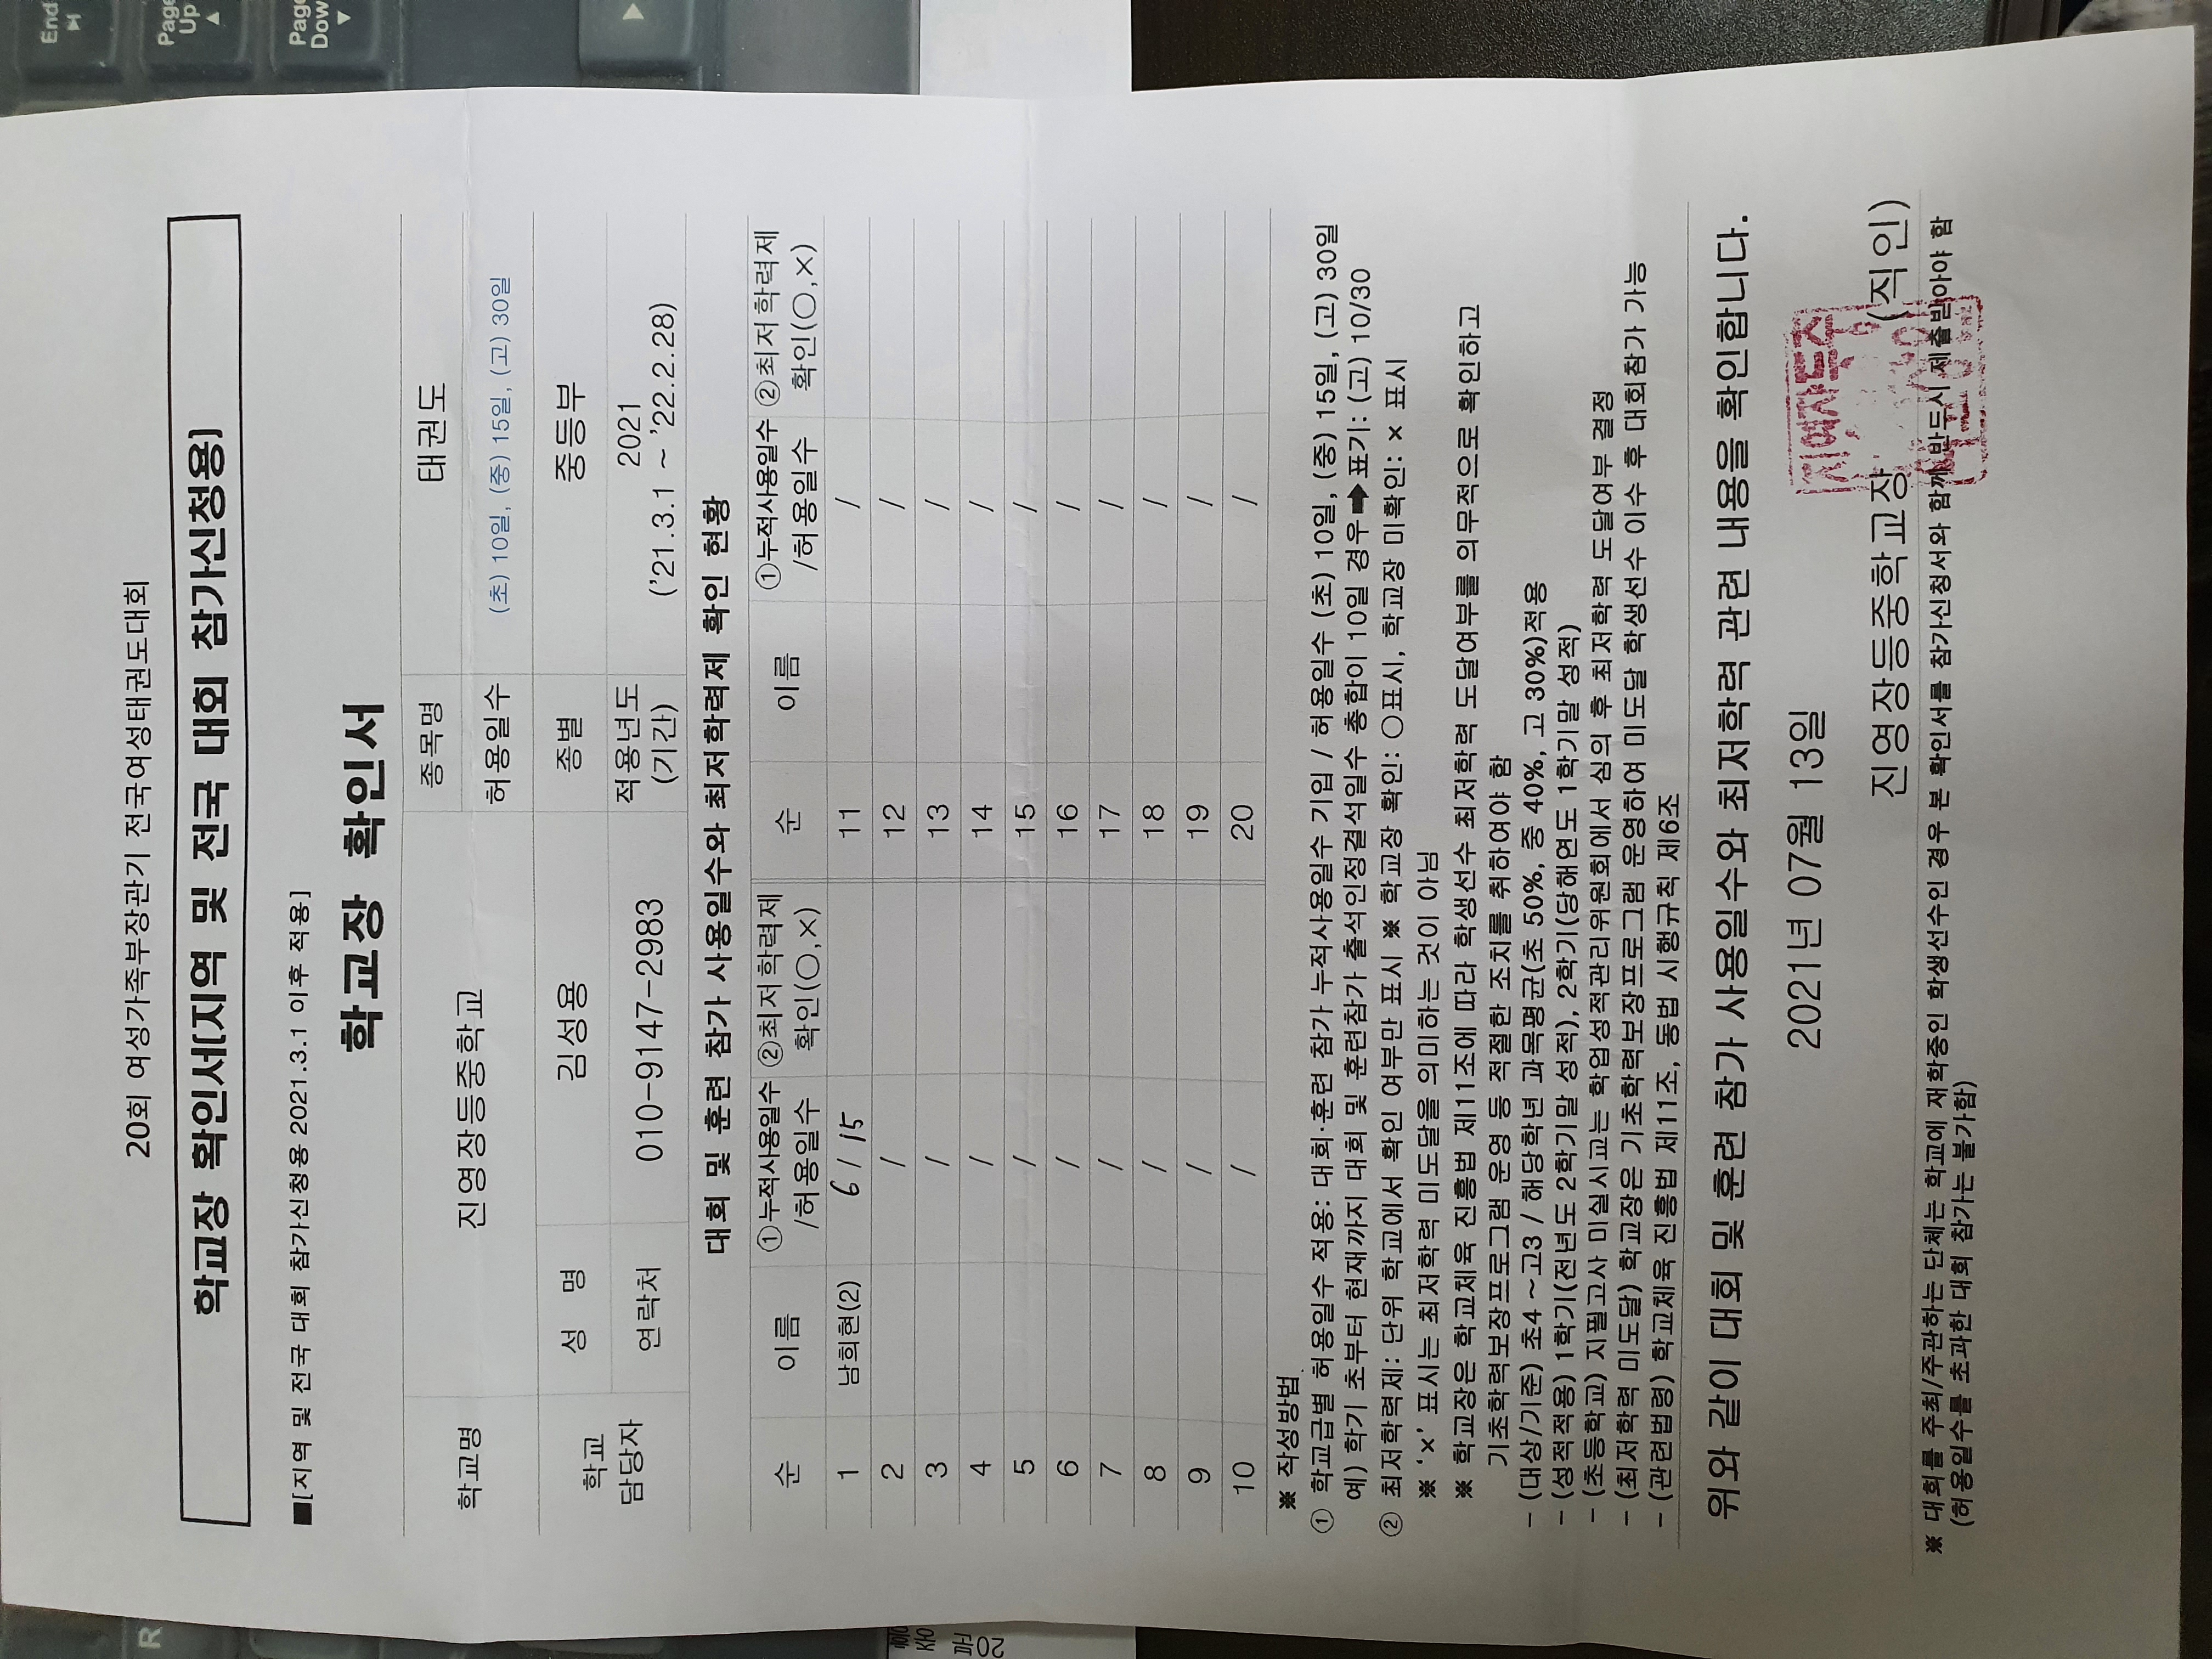 20회 여성가족부장관기 전국여성태권도대회
학교장 확인서(지역 및 전국 대회 참가신청용)
■[지역 및 전국 대회 참가신청용 2021.3.1 이후 적용]
학교장 확인서
학교명 진영장등중학교 종목명 태권도
허용일수 (초) 10일, (중) 15일, (고) 30일
학교 담당자 성 명 김성용 종별 중등부
연락처 010-9147-2983 적용년도 (기간) 2021 ('21.3.1 ~ '22.2.28)
대회 및 훈련 참가 사용일수와 최저학력제 확인 현황
순 이름 ①누적사용일수 /허용일수 ②최저학력제 확인(○,×) 순 이름 ①누적사용일수 /허용일수 ②최저학력제 확인(○,×)
1 남희현(2) 6 / 15 11 /
2 / 12 /
3 / 13 /
4 / 14 /
5 / 15 /
6 / 16 /
7 / 17 /
8 / 18 /
9 / 19 /
10 / 20 /
※ 작성방법
① 학교급별 허용일수 적용: 대회·훈련 참가 누적사용일수 기입 / 허용일수 (초) 10일, (중) 15일, (고) 30일
예) 학기 초부터 현재까지 대회 및 훈련참가 출석인정결석일수 총합이 10일 경우 ➡ 표기: (고) 10/30
② 최저학력제: 단위 학교에서 확인 여부만 표시 ※ 학교장 확인: ○표시, 학교장 미확인: × 표시
※ '×' 표시는 최저학력 미도달을 의미하는 것이 아님
※ 학교장은 학교체육 진흥법 제11조에 따라 학생선수 최저학력 도달여부를 의무적으로 확인하고
기초학력보장프로그램 운영 등 적절한 조치를 취하여야 함
- (대상/기준) 초4 ~ 고3 / 해당학년 과목평균(초 50%, 중 40%, 고 30%)적용
- (성적적용) 1학기(전년도 2학기말 성적), 2학기(당해연도 1학기말 성적)
- (초등학교) 지필고사 미실시교는 학업성적관리위원회에서 심의 후 최저학력 도달여부 결정
- (최저학력 미도달) 학교장은 기초학력보장프로그램 운영하여 미도달 학생선수 이수 후 대회참가 가능
- (관련법령) 학교체육 진흥법 제11조, 동법 시행규칙 제6조
위와 같이 대회 및 훈련 참가 사용일수와 최저학력 관련 내용을 확인합니다.
2021년 07월 13일
진영장등중학교장 (직인)
※ 대회를 주최/주관하는 단체는 학교에 재학중인 학생선수인 경우 본 확인서를 참가신청서와 함께 반드시 제출받아야 함
(허용일수를 초과한 대회 참가는 불가함)
End
Page Up
Page Dow
R